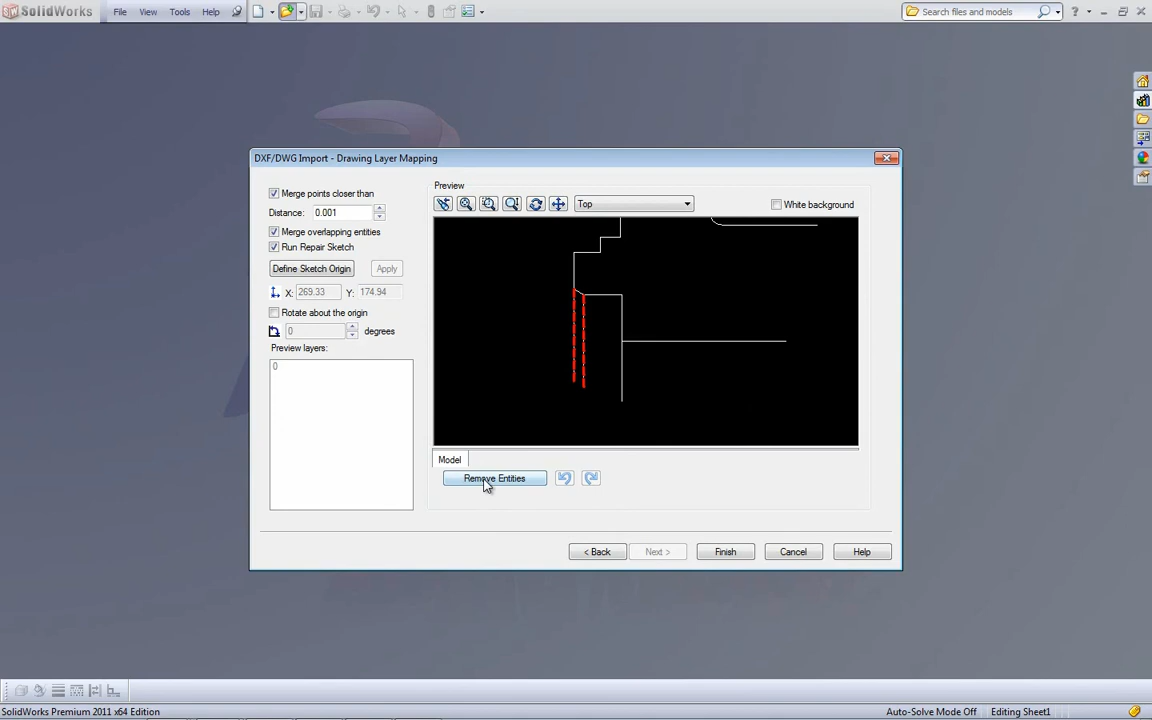 SolidWorks File View Tools Help Search files and models ?
DXF/DWG Import - Drawing Layer Mapping
Merge points closer than
Distance: 0.001
Merge overlapping entities
Run Repair Sketch
Define Sketch Origin Apply
X: 269.33 Y: 174.94
Rotate about the origin
0 degrees
Preview layers:
0
Preview
Top White background
Model
Remove Entities
< Back Next > Finish Cancel Help
SolidWorks Premium 2011 x64 Edition Auto-Solve Mode Off Editing Sheet1